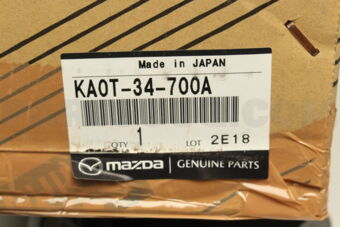 Made in JAPAN
KA0T-34-700A
QTY 1 LOT 2E18
mazda GENUINE PARTS